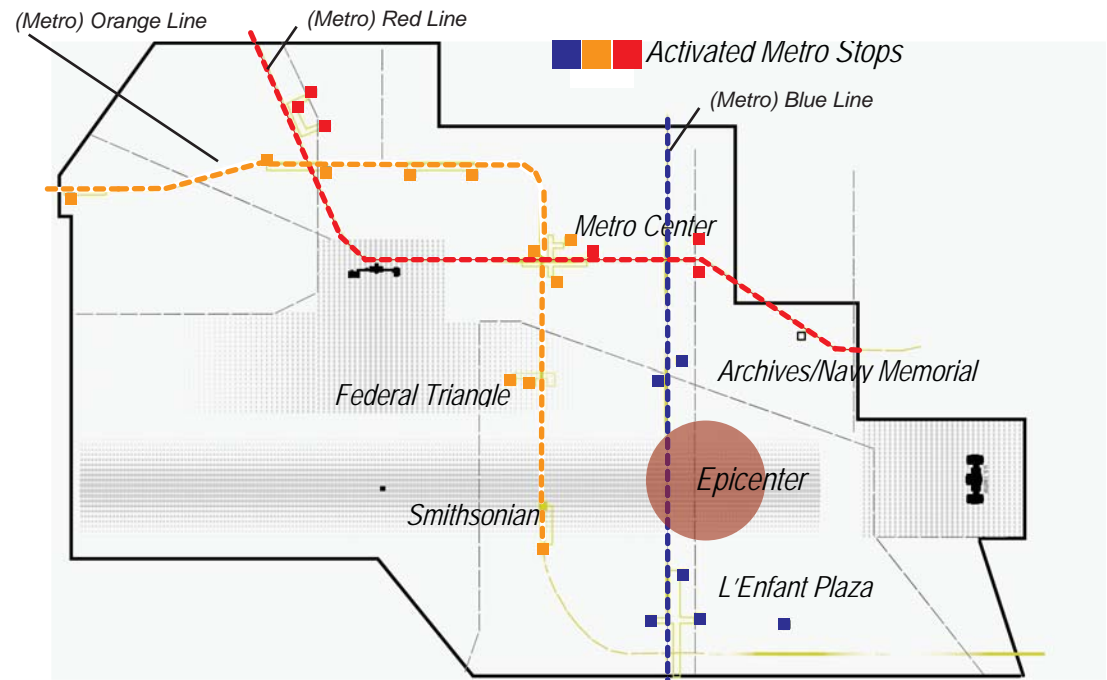 (Metro) Orange Line
(Metro) Red Line
Activated Metro Stops
(Metro) Blue Line
Metro Center
Archives/Navy Memorial
Federal Triangle
Epicenter
Smithsonian
L'Enfant Plaza